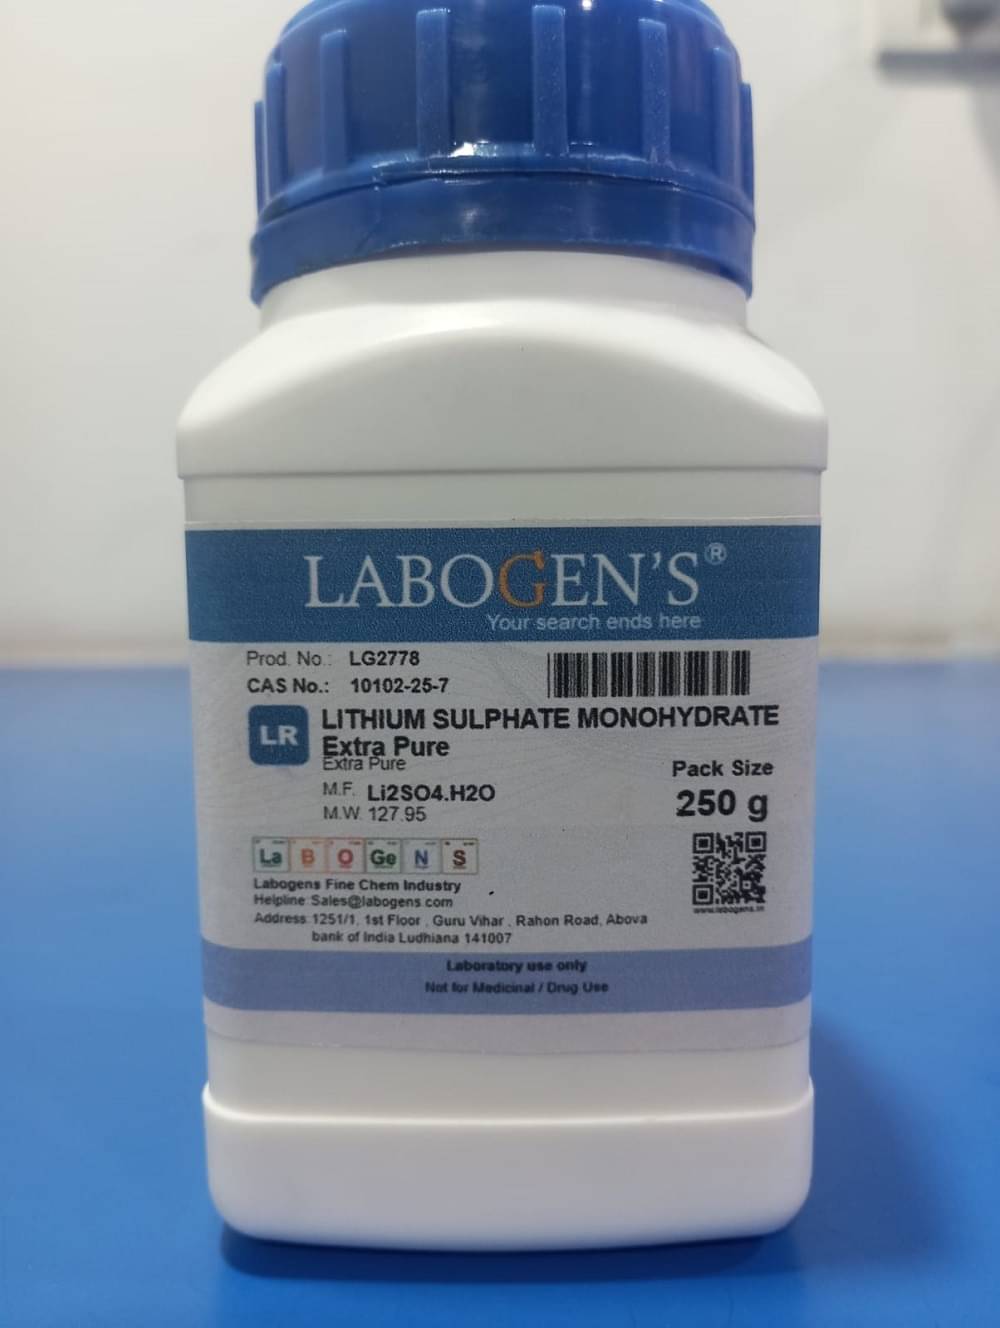 LABOGEN'S®
Your search ends here
Prod. No.: LG2778
CAS No.: 10102-25-7
LR
LITHIUM SULPHATE MONOHYDRATE
Extra Pure
Extra Pure
M.F. Li2SO4.H2O
M.W. 127.95
Pack Size
250 g
La B O Ge N S
www.labogens.in
Labogens Fine Chem Industry
Helpline:Sales@labogens.com
Address:1251/1, 1st Floor , Guru Vihar , Rahon Road, Abova
bank of India Ludhiana 141007
Laboratory use only
Not for Medicinal / Drug Use